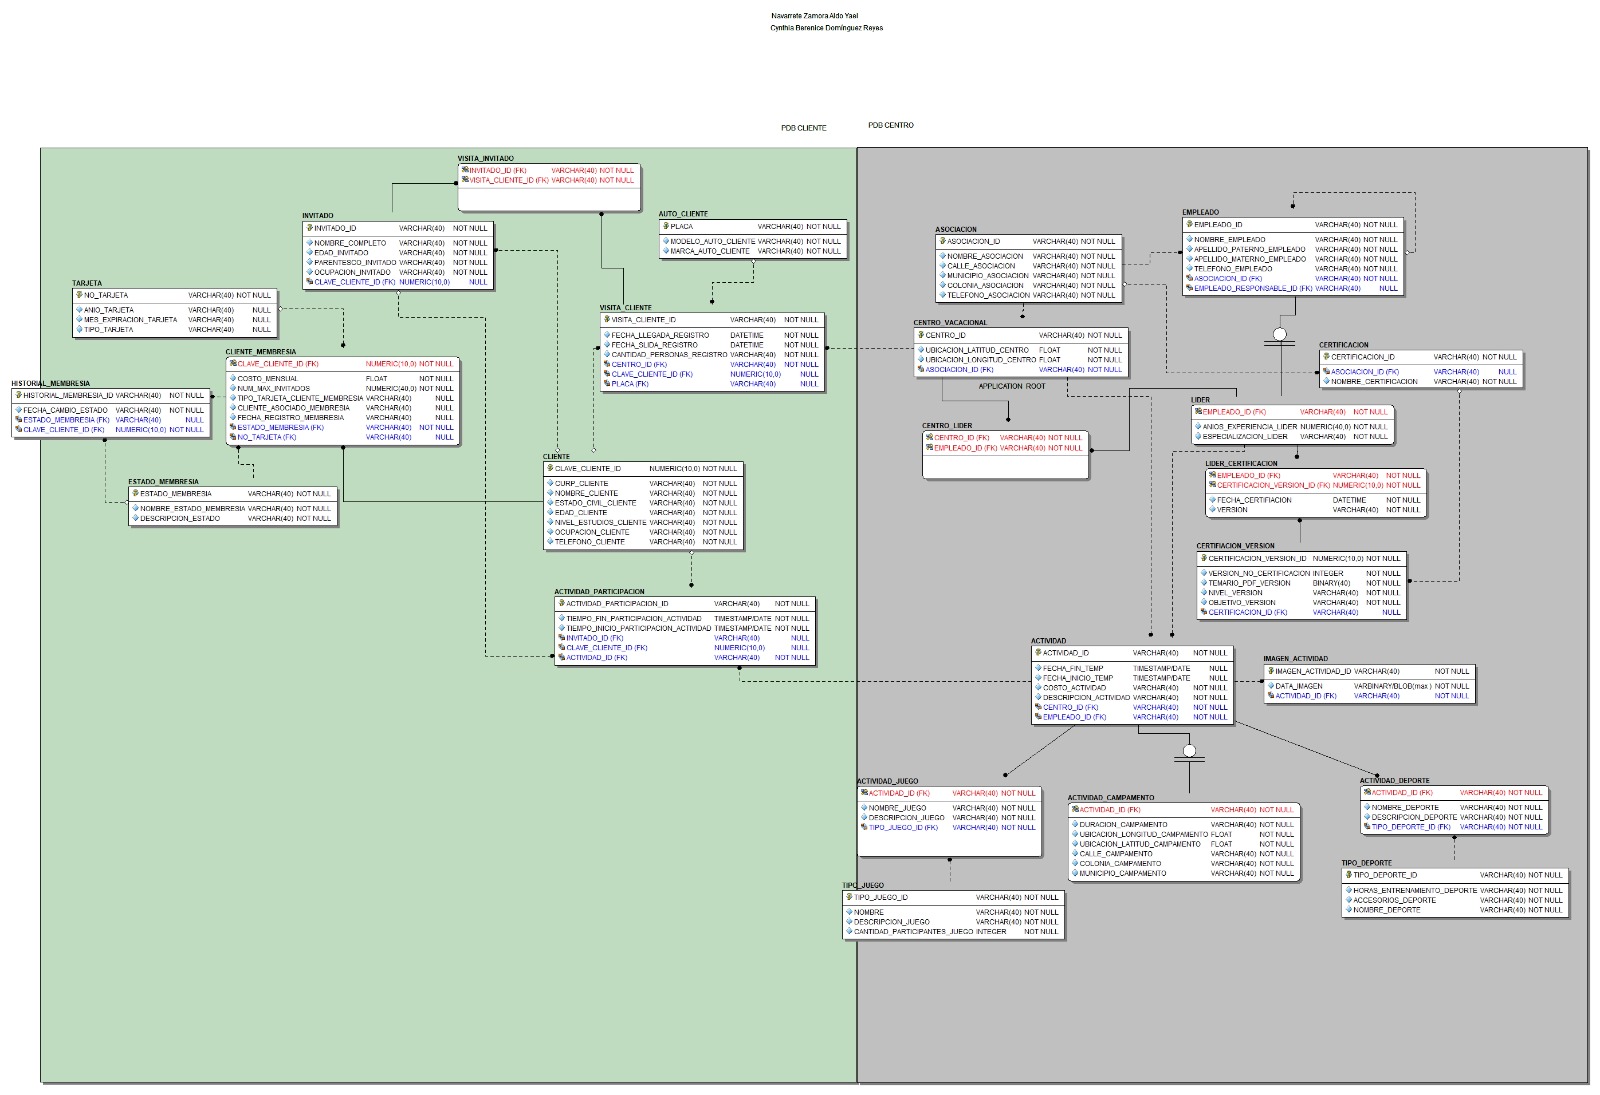 Navarrete Zamora Aldo Yael
Cynthia Berenice Domínguez Reyes
PDB CLIENTE
PDB CENTRO
VISITA_INVITADO
INVITADO_ID (FK) VARCHAR(40) NOT NULL
VISITA_CLIENTE_ID (FK) VARCHAR(40) NOT NULL
INVITADO
INVITADO_ID VARCHAR(40) NOT NULL
NOMBRE_COMPLETO VARCHAR(40) NOT NULL
EDAD_INVITADO VARCHAR(40) NOT NULL
PARENTESCO_INVITADO VARCHAR(40) NOT NULL
OCUPACION_INVITADO VARCHAR(40) NOT NULL
CLAVE_CLIENTE_ID (FK) NUMERIC(10,0) NULL
AUTO_CLIENTE
PLACA VARCHAR(40) NOT NULL
MODELO_AUTO_CLIENTE VARCHAR(40) NOT NULL
MARCA_AUTO_CLIENTE VARCHAR(40) NOT NULL
TARJETA
NO_TARJETA VARCHAR(40) NOT NULL
ANIO_TARJETA VARCHAR(40) NULL
MES_EXPIRACION_TARJETA VARCHAR(40) NULL
TIPO_TARJETA VARCHAR(40) NULL
VISITA_CLIENTE
VISITA_CLIENTE_ID VARCHAR(40) NOT NULL
FECHA_LLEGADA_REGISTRO DATETIME NOT NULL
FECHA_SLIDA_REGISTRO DATETIME NOT NULL
CANTIDAD_PERSONAS_REGISTRO VARCHAR(40) NOT NULL
CENTRO_ID (FK) VARCHAR(40) NULL
CLAVE_CLIENTE_ID (FK) NUMERIC(10,0) NULL
PLACA (FK) VARCHAR(40) NULL
CLIENTE_MEMBRESIA
CLAVE_CLIENTE_ID (FK) NUMERIC(10,0) NOT NULL
COSTO_MENSUAL FLOAT NOT NULL
NUM_MAX_INVITADOS NUMERIC(40,0) NOT NULL
TIPO_TARJETA_CLIENTE_MEMBRESIA VARCHAR(40) NULL
CLIENTE_ASOCIADO_MEMBRESIA VARCHAR(40) NULL
FECHA_REGISTRO_MEMBRESIA VARCHAR(40) NULL
ESTADO_MEMBRESIA (FK) VARCHAR(40) NOT NULL
NO_TARJETA (FK) VARCHAR(40) NULL
HISTORIAL_MEMBRESIA
HISTORIAL_MEMBRESIA_ID VARCHAR(40) NOT NULL
FECHA_CAMBIO_ESTADO VARCHAR(40) NOT NULL
ESTADO_MEMBRESIA (FK) VARCHAR(40) NULL
CLAVE_CLIENTE_ID (FK) NUMERIC(10,0) NOT NULL
ESTADO_MEMBRESIA
ESTADO_MEMBRESIA VARCHAR(40) NOT NULL
NOMBRE_ESTADO_MEMBRESIA VARCHAR(40) NOT NULL
DESCRIPCION_ESTADO VARCHAR(40) NOT NULL
CLIENTE
CLAVE_CLIENTE_ID NUMERIC(10,0) NOT NULL
CURP_CLIENTE VARCHAR(40) NOT NULL
NOMBRE_CLIENTE VARCHAR(40) NOT NULL
ESTADO_CIVIL_CLIENTE VARCHAR(40) NOT NULL
EDAD_CLIENTE VARCHAR(40) NOT NULL
NIVEL_ESTUDIOS_CLIENTE VARCHAR(40) NOT NULL
OCUPACION_CLIENTE VARCHAR(40) NOT NULL
TELEFONO_CLIENTE VARCHAR(40) NOT NULL
ACTIVIDAD_PARTICIPACION
ACTIVIDAD_PARTICIPACION_ID VARCHAR(40) NOT NULL
TIEMPO_FIN_PARTICIPACION_ACTIVIDAD TIMESTAMP/DATE NOT NULL
TIEMPO_INICIO_PARTICIPACION_ACTIVIDAD TIMESTAMP/DATE NOT NULL
INVITADO_ID (FK) VARCHAR(40) NULL
CLAVE_CLIENTE_ID (FK) NUMERIC(10,0) NULL
ACTIVIDAD_ID (FK) VARCHAR(40) NOT NULL
ASOCIACION
ASOCIACION_ID VARCHAR(40) NOT NULL
NOMBRE_ASOCIACION VARCHAR(40) NOT NULL
CALLE_ASOCIACION VARCHAR(40) NOT NULL
MUNICIPIO_ASOCIACION VARCHAR(40) NOT NULL
COLONIA_ASOCIACION VARCHAR(40) NOT NULL
TELEFONO_ASOCIACION VARCHAR(40) NOT NULL
EMPLEADO
EMPLEADO_ID VARCHAR(40) NOT NULL
NOMBRE_EMPLEADO VARCHAR(40) NOT NULL
APELLIDO_PATERNO_EMPLEADO VARCHAR(40) NOT NULL
APELLIDO_MATERNO_EMPLEADO VARCHAR(40) NOT NULL
TELEFONO_EMPLEADO VARCHAR(40) NOT NULL
ASOCIACION_ID (FK) VARCHAR(40) NOT NULL
EMPLEADO_RESPONSABLE_ID (FK) VARCHAR(40) NULL
CENTRO_VACACIONAL
CENTRO_ID VARCHAR(40) NOT NULL
UBICACION_LATITUD_CENTRO FLOAT NOT NULL
UBICACION_LONGITUD_CENTRO FLOAT NOT NULL
ASOCIACION_ID (FK) VARCHAR(40) NULL
APPLICATION ROOT
CERTIFICACION
CERTIFICACION_ID VARCHAR(40) NOT NULL
ASOCIACION_ID (FK) VARCHAR(40) NULL
NOMBRE_CERTIFICACION VARCHAR(40) NOT NULL
CENTRO_LIDER
CENTRO_ID (FK) VARCHAR(40) NOT NULL
EMPLEADO_ID (FK) VARCHAR(40) NOT NULL
LIDER
EMPLEADO_ID (FK) VARCHAR(40) NOT NULL
ANIOS_EXPERIENCIA_LIDER NUMERIC(40,0) NOT NULL
ESPECIALIZACION_LIDER VARCHAR(40) NOT NULL
LIDER_CERTIFICACION
EMPLEADO_ID (FK) VARCHAR(40) NOT NULL
CERTIFICACION_VERSION_ID (FK) NUMERIC(10,0) NOT NULL
FECHA_CERTIFIACION DATETIME NOT NULL
VERSION VARCHAR(40) NOT NULL
CERTIFIACION_VERSION
CERTIFICACION_VERSION_ID NUMERIC(10,0) NOT NULL
VERSION_NO_CERTIFICACION INTEGER NOT NULL
TEMARIO_PDF_VERSION BINARY(40) NOT NULL
NIVEL_VERSION VARCHAR(40) NOT NULL
OBJETIVO_VERSION VARCHAR(40) NOT NULL
CERTIFICACION_ID (FK) VARCHAR(40) NULL
ACTIVIDAD
ACTIVIDAD_ID VARCHAR(40) NOT NULL
FECHA_FIN_TEMP TIMESTAMP/DATE NULL
FECHA_INICIO_TEMP TIMESTAMP/DATE NULL
COSTO_ACTIVIDAD VARCHAR(40) NOT NULL
DESCRIPCION_ACTIVIDAD VARCHAR(40) NOT NULL
CENTRO_ID (FK) VARCHAR(40) NOT NULL
EMPLEADO_ID (FK) VARCHAR(40) NOT NULL
IMAGEN_ACTIVIDAD
IMAGEN_ACTIVIDAD_ID VARCHAR(40) NOT NULL
DATA_IMAGEN VARBINARY/BLOB(max ) NOT NULL
ACTIVIDAD_ID (FK) VARCHAR(40) NOT NULL
ACTIVIDAD_JUEGO
ACTIVIDAD_ID (FK) VARCHAR(40) NOT NULL
NOMBRE_JUEGO VARCHAR(40) NOT NULL
DESCRIPCION_JUEGO VARCHAR(40) NOT NULL
TIPO_JUEGO_ID (FK) VARCHAR(40) NOT NULL
ACTIVIDAD_CAMPAMENTO
ACTIVIDAD_ID (FK) VARCHAR(40) NOT NULL
DURACION_CAMPAMENTO VARCHAR(40) NOT NULL
UBICACION_LONGITUD_CAMPAMENTO FLOAT NOT NULL
UBICACION_LATITUD_CAMPAMENTO FLOAT NOT NULL
CALLE_CAMPAMENTO VARCHAR(40) NOT NULL
COLONIA_CAMPAMENTO VARCHAR(40) NOT NULL
MUNICIPIO_CAMPAMENTO VARCHAR(40) NOT NULL
ACTIVIDAD_DEPORTE
ACTIVIDAD_ID (FK) VARCHAR(40) NOT NULL
NOMBRE_DEPORTE VARCHAR(40) NOT NULL
DESCRIPCION_DEPORTE VARCHAR(40) NOT NULL
TIPO_DEPORTE_ID (FK) VARCHAR(40) NOT NULL
TIPO_JUEGO
TIPO_JUEGO_ID VARCHAR(40) NOT NULL
NOMBRE VARCHAR(40) NOT NULL
DESCRIPCION_JUEGO VARCHAR(40) NOT NULL
CANTIDAD_PARTICIPANTES_JUEGO INTEGER NOT NULL
TIPO_DEPORTE
TIPO_DEPORTE_ID VARCHAR(40) NOT NULL
HORAS_ENTRENAMIENTO_DEPORTE VARCHAR(40) NOT NULL
ACCESORIOS_DEPORTE VARCHAR(40) NOT NULL
NOMBRE_DEPORTE VARCHAR(40) NOT NULL